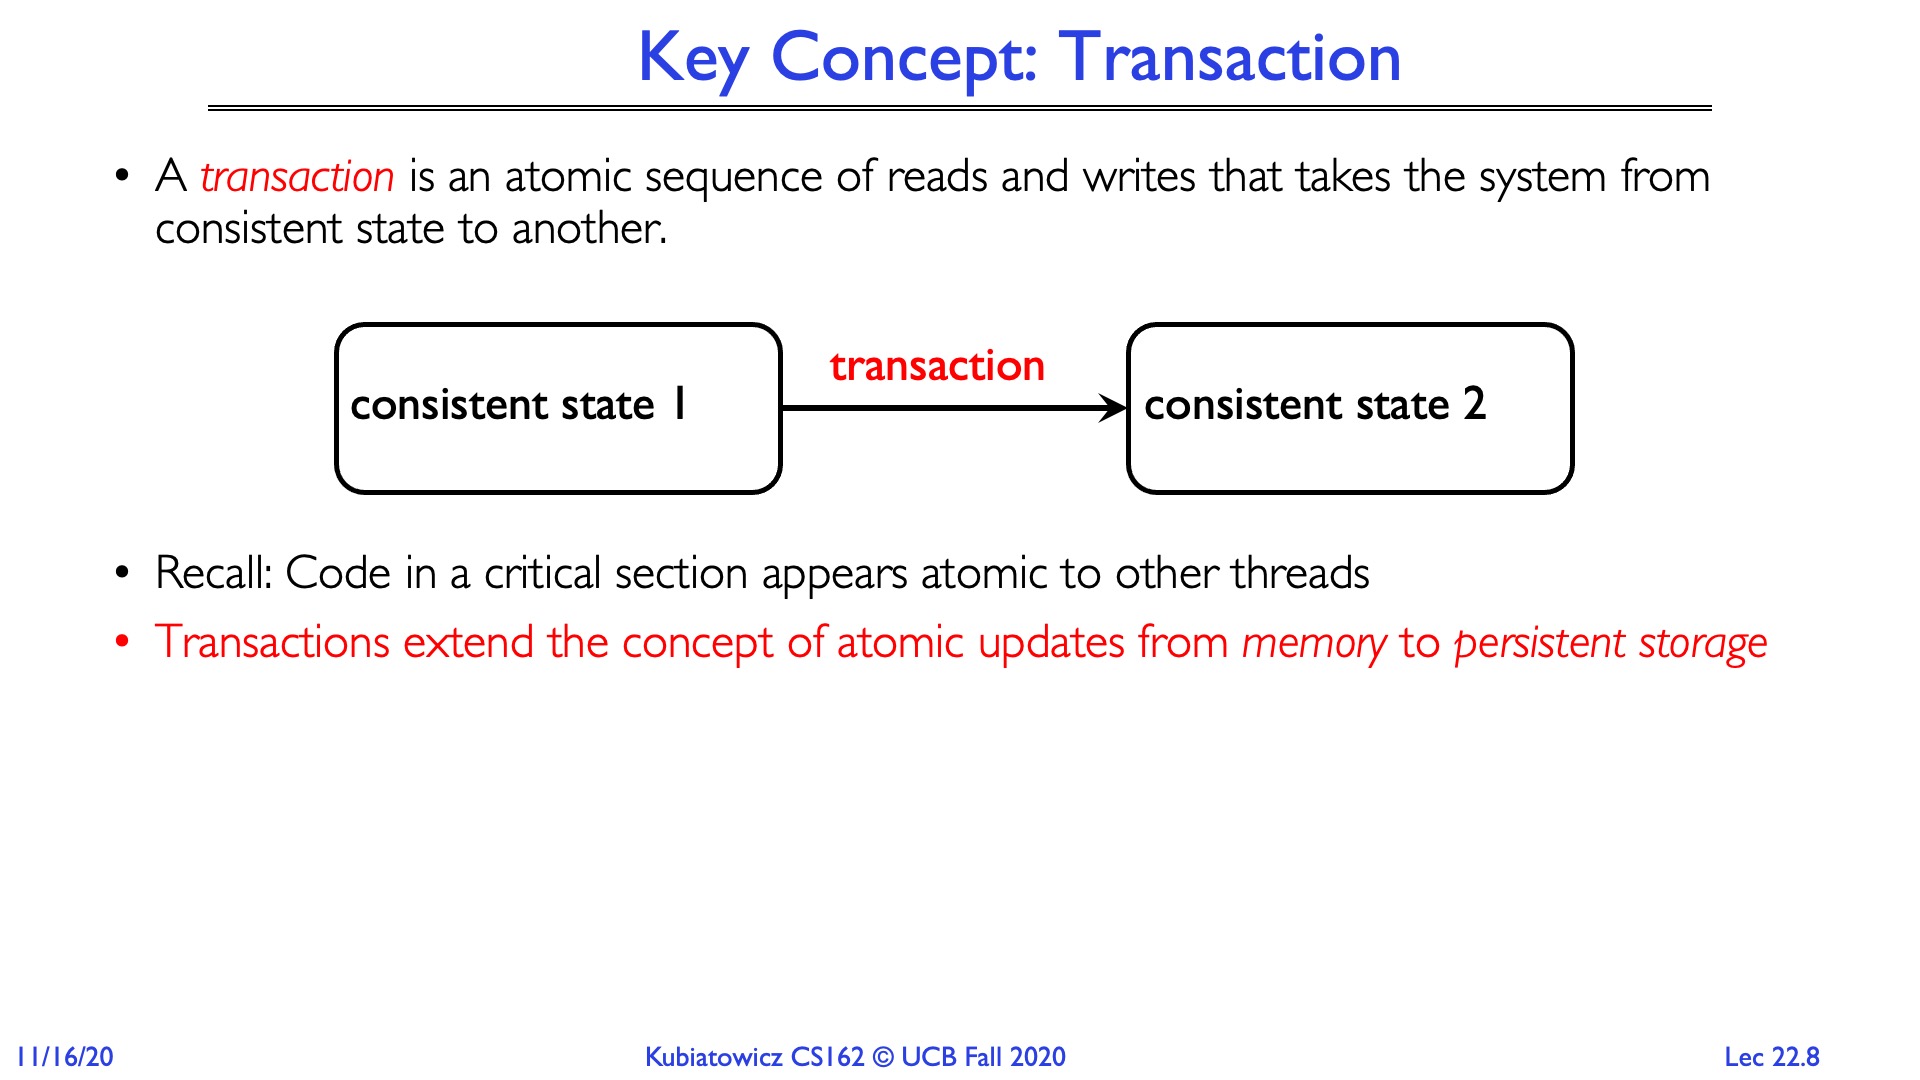 Key Concept: Transaction
• A transaction is an atomic sequence of reads and writes that takes the system from
consistent state to another.
consistent state 1
transaction
consistent state 2
• Recall: Code in a critical section appears atomic to other threads
• Transactions extend the concept of atomic updates from memory to persistent storage
11/16/20
Kubiatowicz CS162 © UCB Fall 2020
Lec 22.8